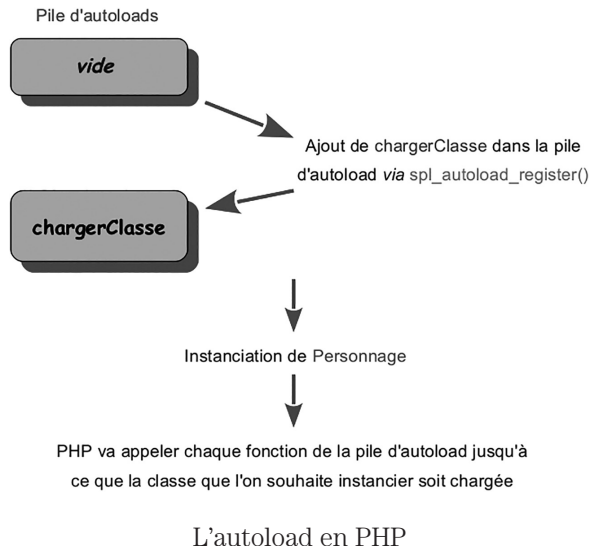 Pile d'autoloads
vide
Ajout de chargerClasse dans la pile
d'autoload via spl_autoload_register()
chargerClasse
Instanciation de Personnage
PHP va appeler chaque fonction de la pile d'autoload jusqu'à
ce que la classe que l'on souhaite instancier soit chargée
L'autoload en PHP